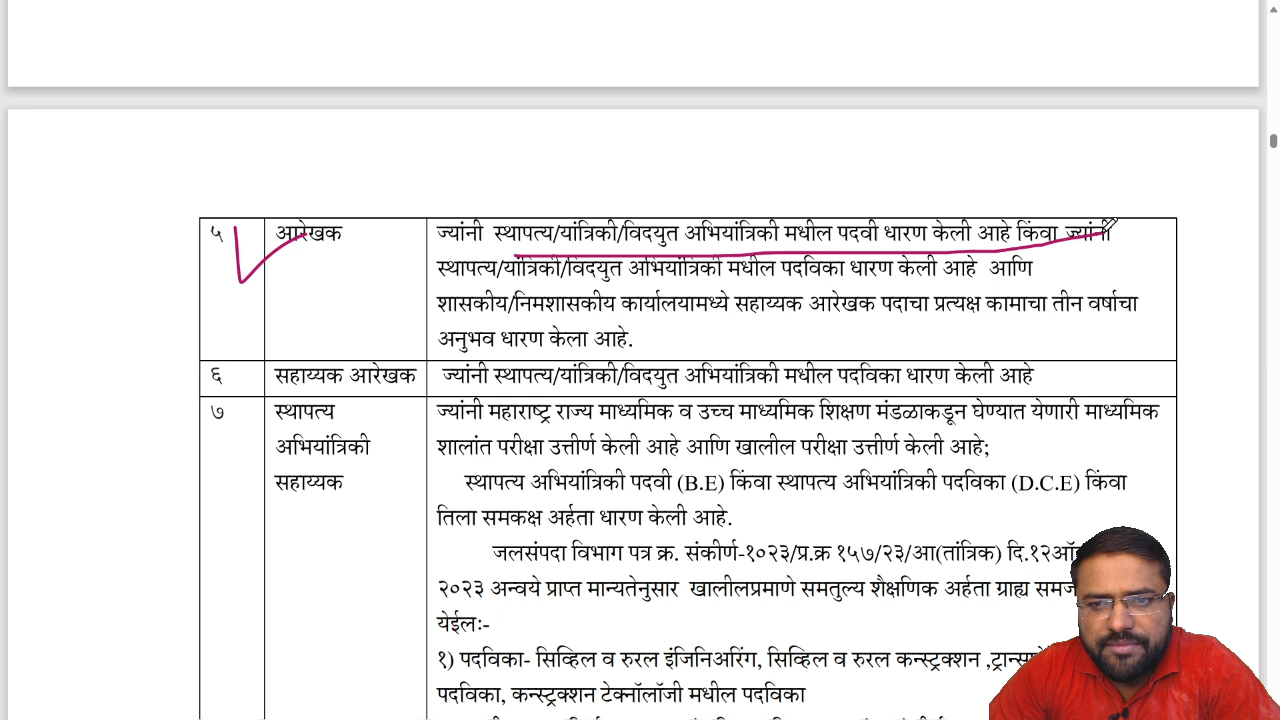 ५ आरेखक ज्यांनी स्थापत्य/यांत्रिकी/विदयुत अभियांत्रिकी मधील पदवी धारण केली आहे किंवा ज्यांनी
स्थापत्य/यांत्रिकी/विदयुत अभियांत्रिकी मधील पदविका धारण केली आहे आणि
शासकीय/निमशासकीय कार्यालयामध्ये सहाय्यक आरेखक पदाचा प्रत्यक्ष कामाचा तीन वर्षाचा
अनुभव धारण केला आहे.
६ सहाय्यक आरेखक ज्यांनी स्थापत्य/यांत्रिकी/विदयुत अभियांत्रिकी मधील पदविका धारण केली आहे
७ स्थापत्य ज्यांनी महाराष्ट्र राज्य माध्यमिक व उच्च माध्यमिक शिक्षण मंडळाकडून घेण्यात येणारी माध्यमिक
अभियांत्रिकी शालांत परीक्षा उत्तीर्ण केली आहे आणि खालील परीक्षा उत्तीर्ण केली आहे;
सहाय्यक स्थापत्य अभियांत्रिकी पदवी (B.E) किंवा स्थापत्य अभियांत्रिकी पदविका (D.C.E) किंवा
तिला समकक्ष अर्हता धारण केली आहे.
जलसंपदा विभाग पत्र क्र. संकीर्ण-१०२३/प्र.क्र १५७/२३/आ(तांत्रिक) दि.१२
२०२३ अन्वये प्राप्त मान्यतेनुसार खालीलप्रमाणे समतुल्य शैक्षणिक अर्हता ग्राह्य
येईलः-
१) पदविका- सिव्हिल व रुरल इंजिनिअरिंग, सिव्हिल व रुरल कन्स्ट्रक्शन ,
पदविका, कन्स्ट्रक्शन टेक्नॉलॉजी मधील पदविका